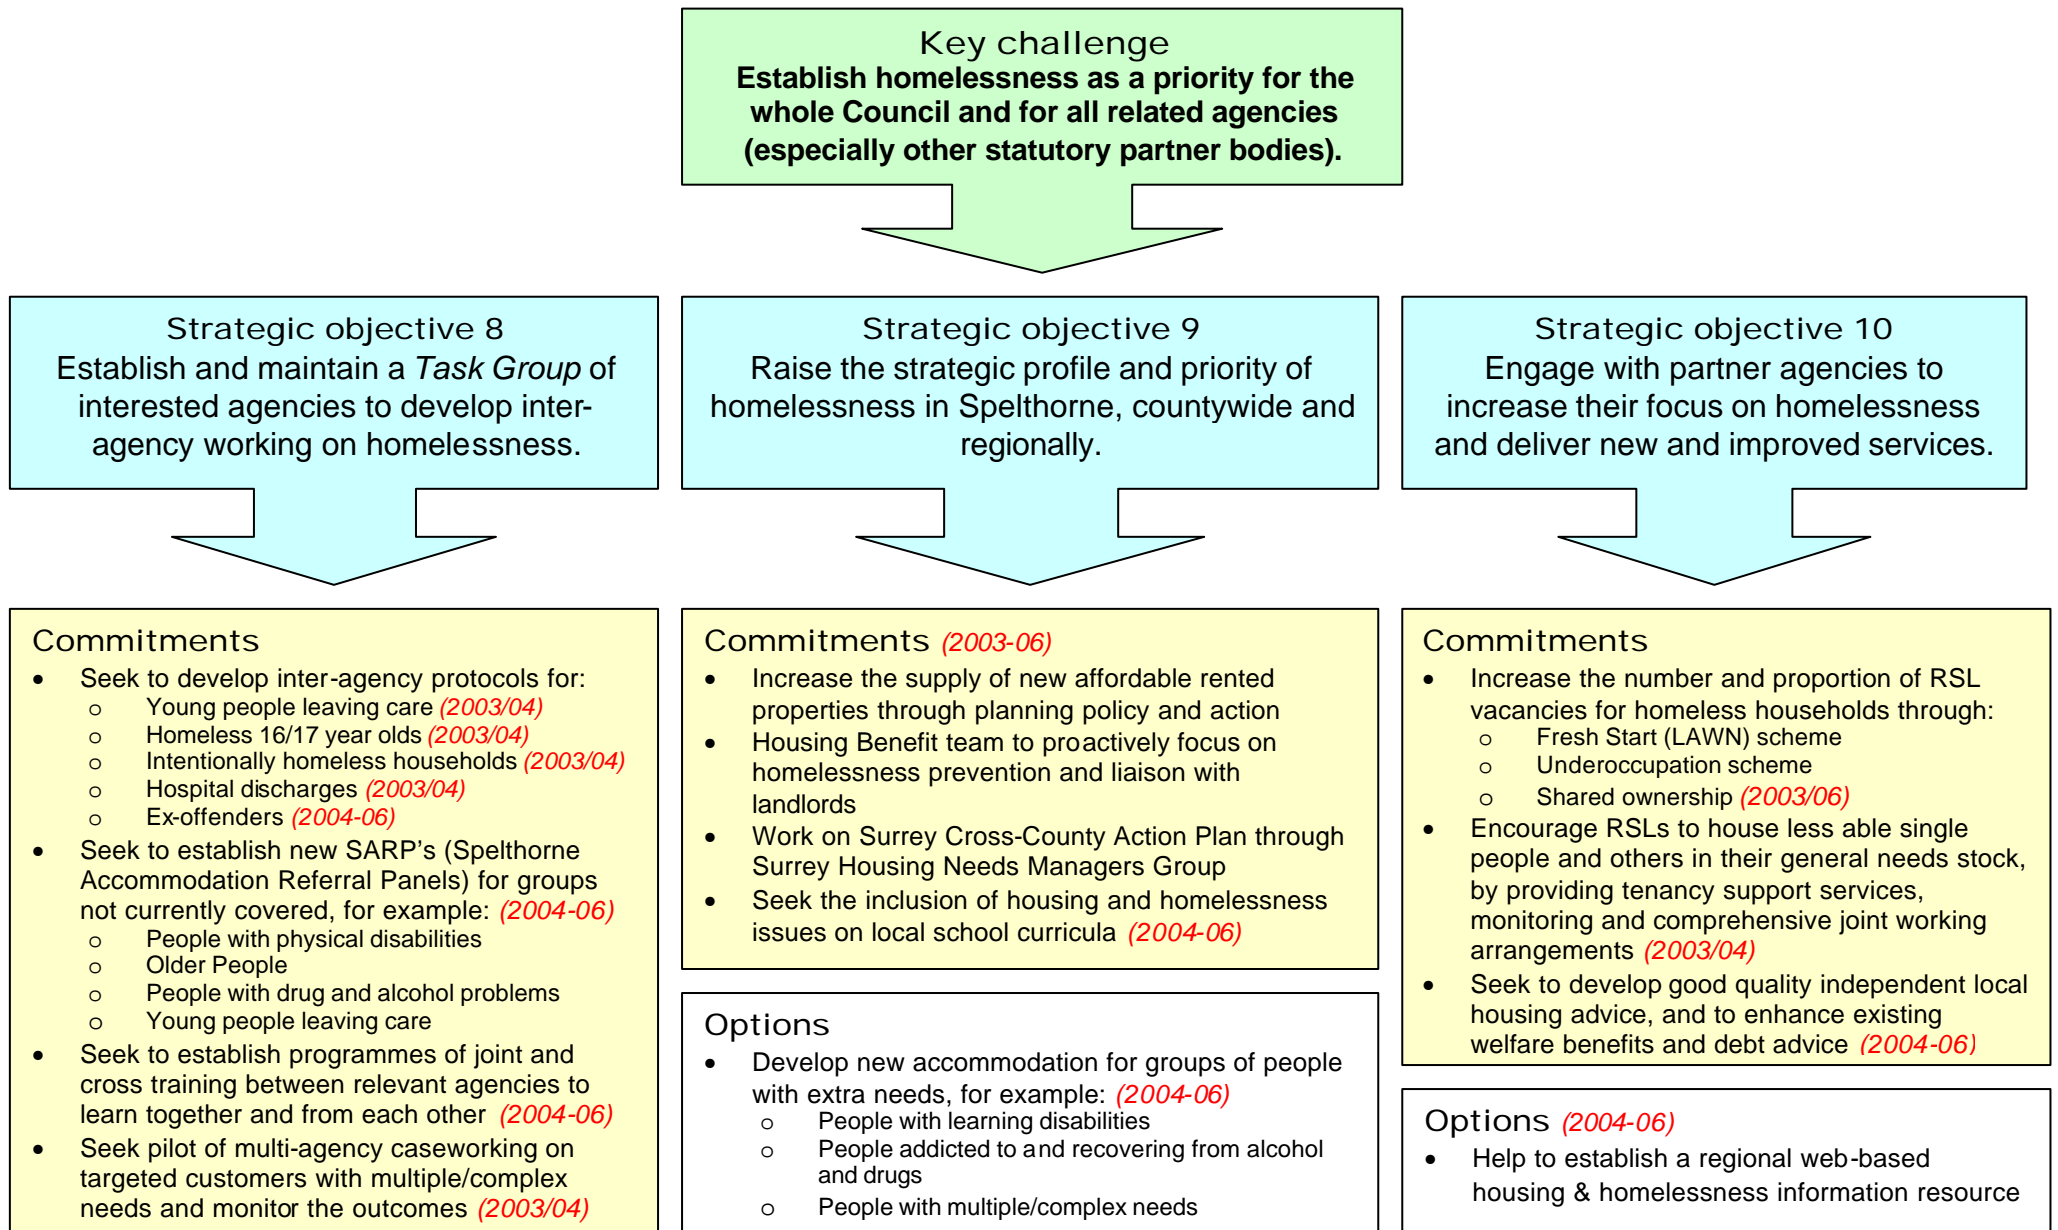 Key challenge
Establish homelessness as a priority for the
whole Council and for all related agencies
(especially other statutory partner bodies).
Strategic objective 8
Establish and maintain a Task Group of
interested agencies to develop inter-
agency working on homelessness.
Strategic objective 9
Raise the strategic profile and priority of
homelessness in Spelthorne, countywide and
regionally.
Strategic objective 10
Engage with partner agencies to
increase their focus on homelessness
and deliver new and improved services.
Commitments
• Seek to develop inter-agency protocols for:
o Young people leaving care (2003/04)
o Homeless 16/17 year olds (2003/04)
o Intentionally homeless households (2003/04)
o Hospital discharges (2003/04)
o Ex-offenders (2004-06)
• Seek to establish new SARP's (Spelthorne
Accommodation Referral Panels) for groups
not currently covered, for example: (2004-06)
o People with physical disabilities
o Older People
o People with drug and alcohol problems
o Young people leaving care
• Seek to establish programmes of joint and
cross training between relevant agencies to
learn together and from each other (2004-06)
• Seek pilot of multi-agency caseworking on
targeted customers with multiple/complex
needs and monitor the outcomes (2003/04)
Commitments (2003-06)
• Increase the supply of new affordable rented
properties through planning policy and action
• Housing Benefit team to proactively focus on
homelessness prevention and liaison with
landlords
• Work on Surrey Cross-County Action Plan through
Surrey Housing Needs Managers Group
• Seek the inclusion of housing and homelessness
issues on local school curricula (2004-06)
Options
• Develop new accommodation for groups of people
with extra needs, for example: (2004-06)
o People with learning disabilities
o People addicted to and recovering from alcohol
and drugs
o People with multiple/complex needs
Commitments
• Increase the number and proportion of RSL
vacancies for homeless households through:
o Fresh Start (LAWN) scheme
o Underoccupation scheme
o Shared ownership (2003/06)
• Encourage RSLs to house less able single
people and others in their general needs stock,
by providing tenancy support services,
monitoring and comprehensive joint working
arrangements (2003/04)
• Seek to develop good quality independent local
housing advice, and to enhance existing
welfare benefits and debt advice (2004-06)
Options (2004-06)
• Help to establish a regional web-based
housing & homelessness information resource